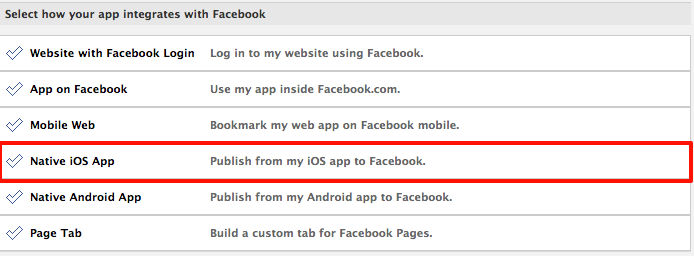 Select how your app integrates with Facebook
Website with Facebook Login Log in to my website using Facebook.
App on Facebook Use my app inside Facebook.com.
Mobile Web Bookmark my web app on Facebook mobile.
Native iOS App Publish from my iOS app to Facebook.
Native Android App Publish from my Android app to Facebook.
Page Tab Build a custom tab for Facebook Pages.